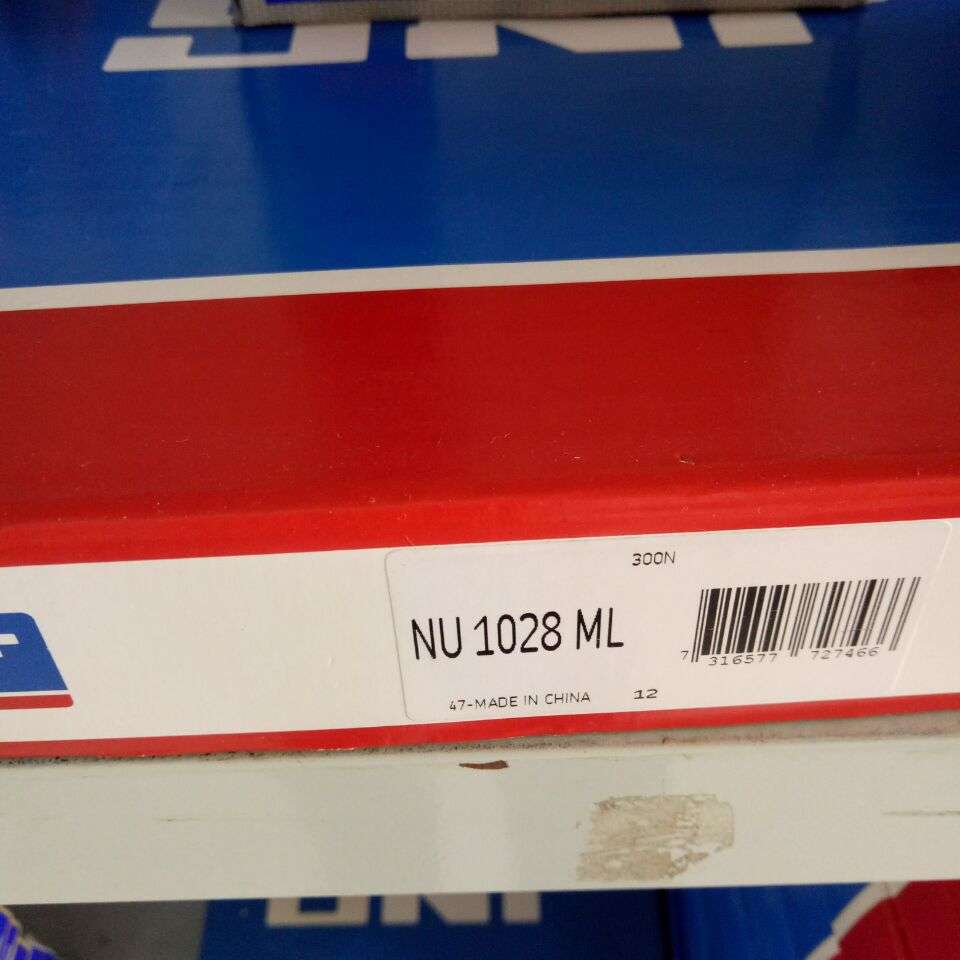 300N
NU 1028 ML
7 316577 727466
47-MADE IN CHINA 12